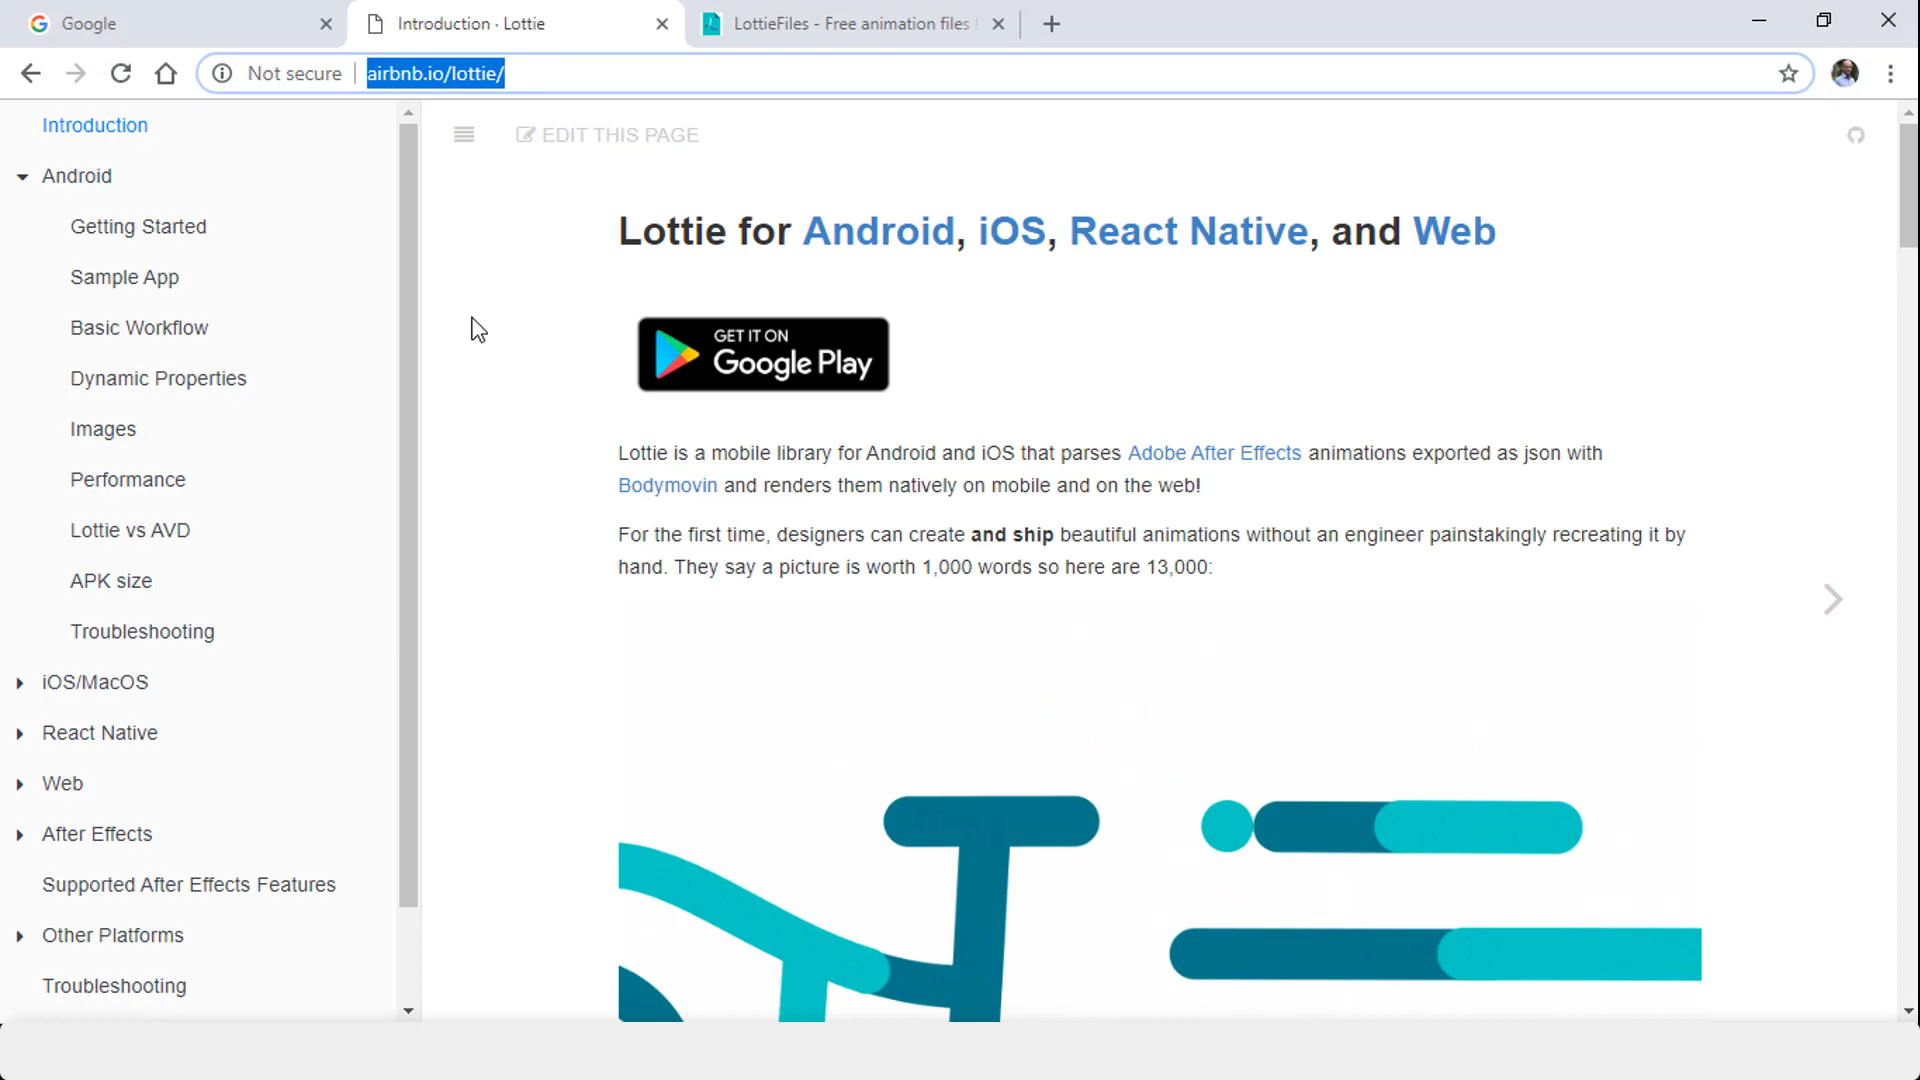 Google
Introduction · Lottie
LottieFiles - Free animation files
Not secure
airbnb.io/lottie/
Introduction
Android
Getting Started
Sample App
Basic Workflow
Dynamic Properties
Images
Performance
Lottie vs AVD
APK size
Troubleshooting
iOS/MacOS
React Native
Web
After Effects
Supported After Effects Features
Other Platforms
Troubleshooting
EDIT THIS PAGE
Lottie for Android, iOS, React Native, and Web
GET IT ON
Google Play
Lottie is a mobile library for Android and iOS that parses Adobe After Effects animations exported as json with
Bodymovin and renders them natively on mobile and on the web!
For the first time, designers can create and ship beautiful animations without an engineer painstakingly recreating it by
hand. They say a picture is worth 1,000 words so here are 13,000: